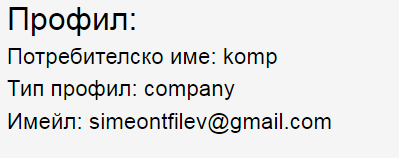 Профил:
Потребителско име: komp
Тип профил: company
Имейл: simeontfilev@gmail.com